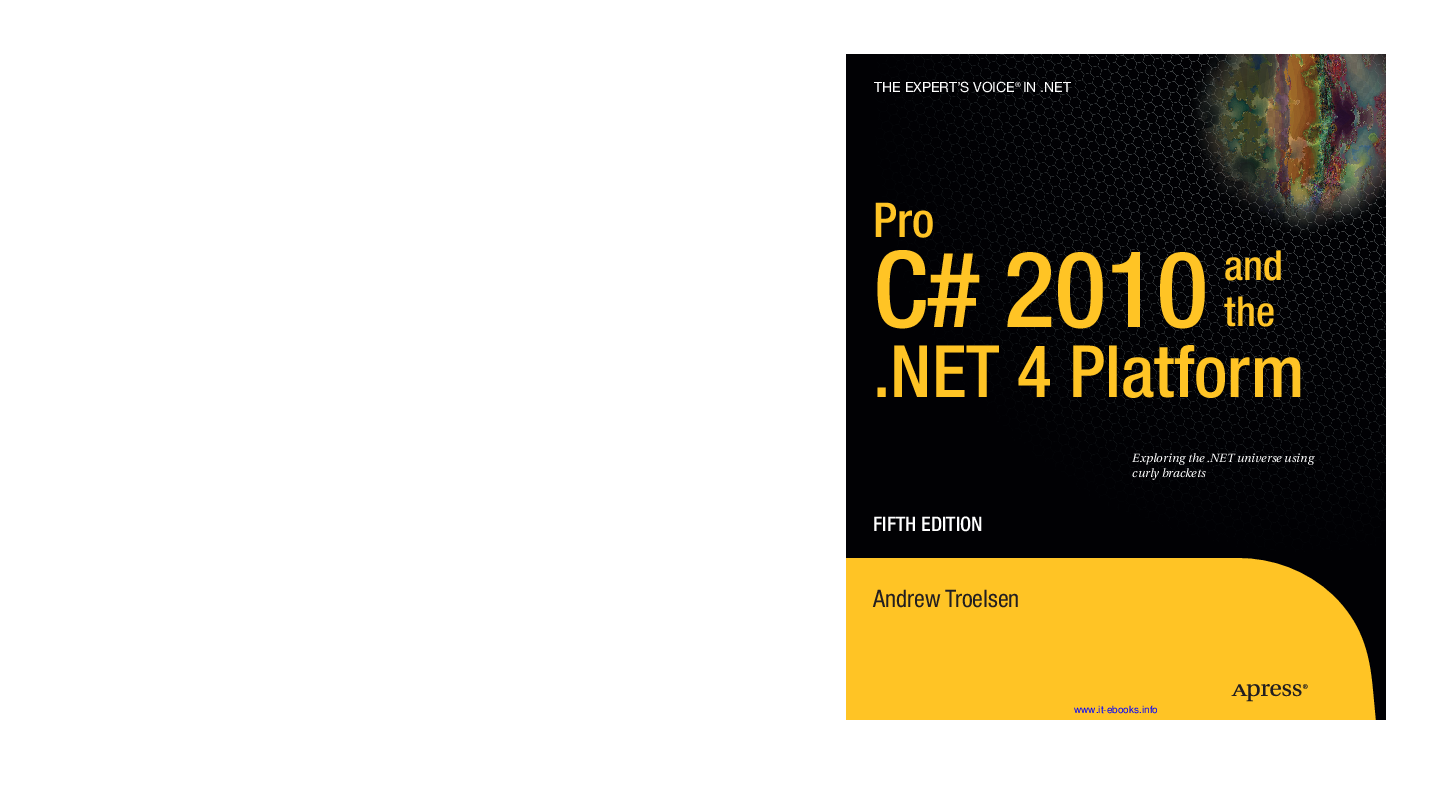 THE EXPERT'S VOICE® IN .NET
Pro
C# 2010 and the
.NET 4 Platform
Exploring the .NET universe using
curly brackets
FIFTH EDITION
Andrew Troelsen
Apress®
www.it-ebooks.info